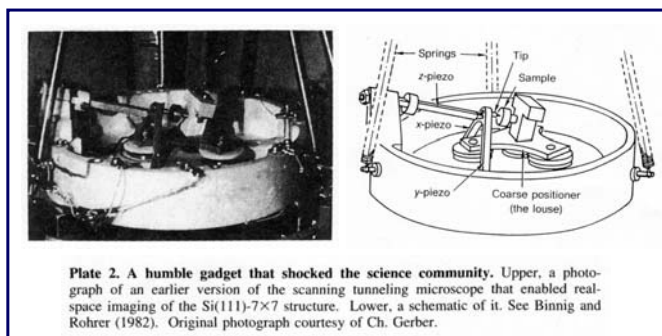 Springs
Tip
z-piezo
Sample
x-piezo
y-piezo
Coarse positioner
(the louse)
Plate 2. A humble gadget that shocked the science community. Upper, a photo-
graph of an earlier version of the scanning tunneling microscope that enabled real-
space imaging of the Si(111)-7×7 structure. Lower, a schematic of it. See Binnig and
Rohrer (1982). Original photograph courtesy of Ch. Gerber.